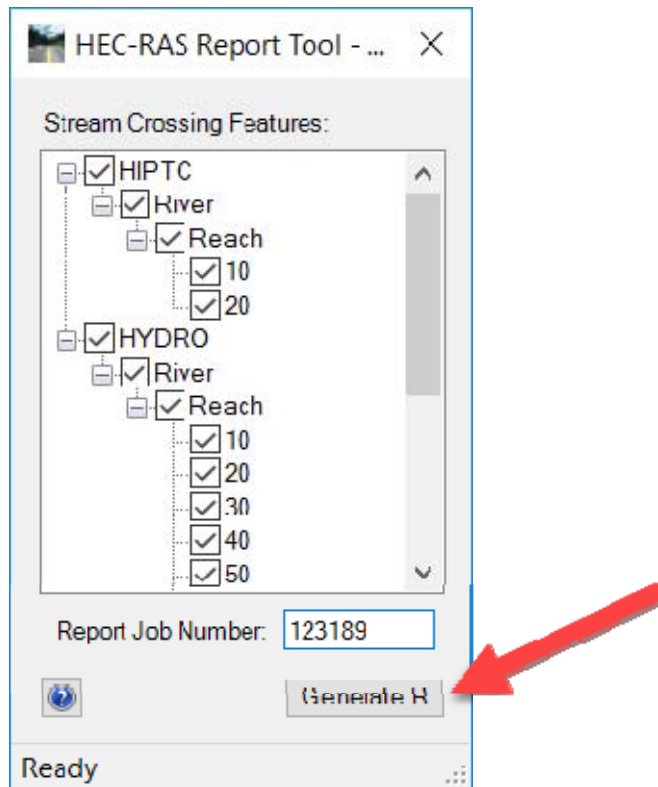 HEC-RAS Report Tool - ...
Stream Crossing Features:
HIPTC
River
Reach
10
20
HYDRO
River
Reach
10
20
30
40
50
Report Job Number: 123189
Generate R
Ready